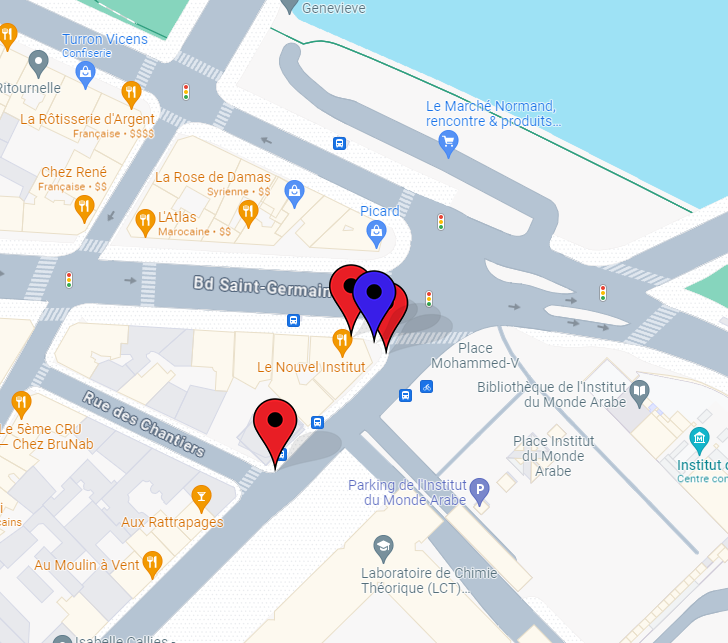 Genevieve
Turron Vicens
Confiserie
Ritournelle
La Rôtisserie d'Argent
Française • $$$$
Le Marché Normand,
rencontre & produits...
Chez René
Française • $$
La Rose de Damas
Syrienne • $$
L'Atlas
Marocaine • $$
Picard
Bd Saint-Germain
Le Nouvel Institut
Place
Mohammed-V
Bibliothèque de l'Institut
du Monde Arabe
Rue des Chantiers
Le 5ème CRU
– Chez BruNab
Place Institut
du Monde
Arabe
Institut d
Centre cor
Parking de l'Institut
du Monde Arabe
P
Aux Rattrapages
Au Moulin à Vent
Laboratoire de Chimie
Théorique (LCT)...
Isabelle Callies -